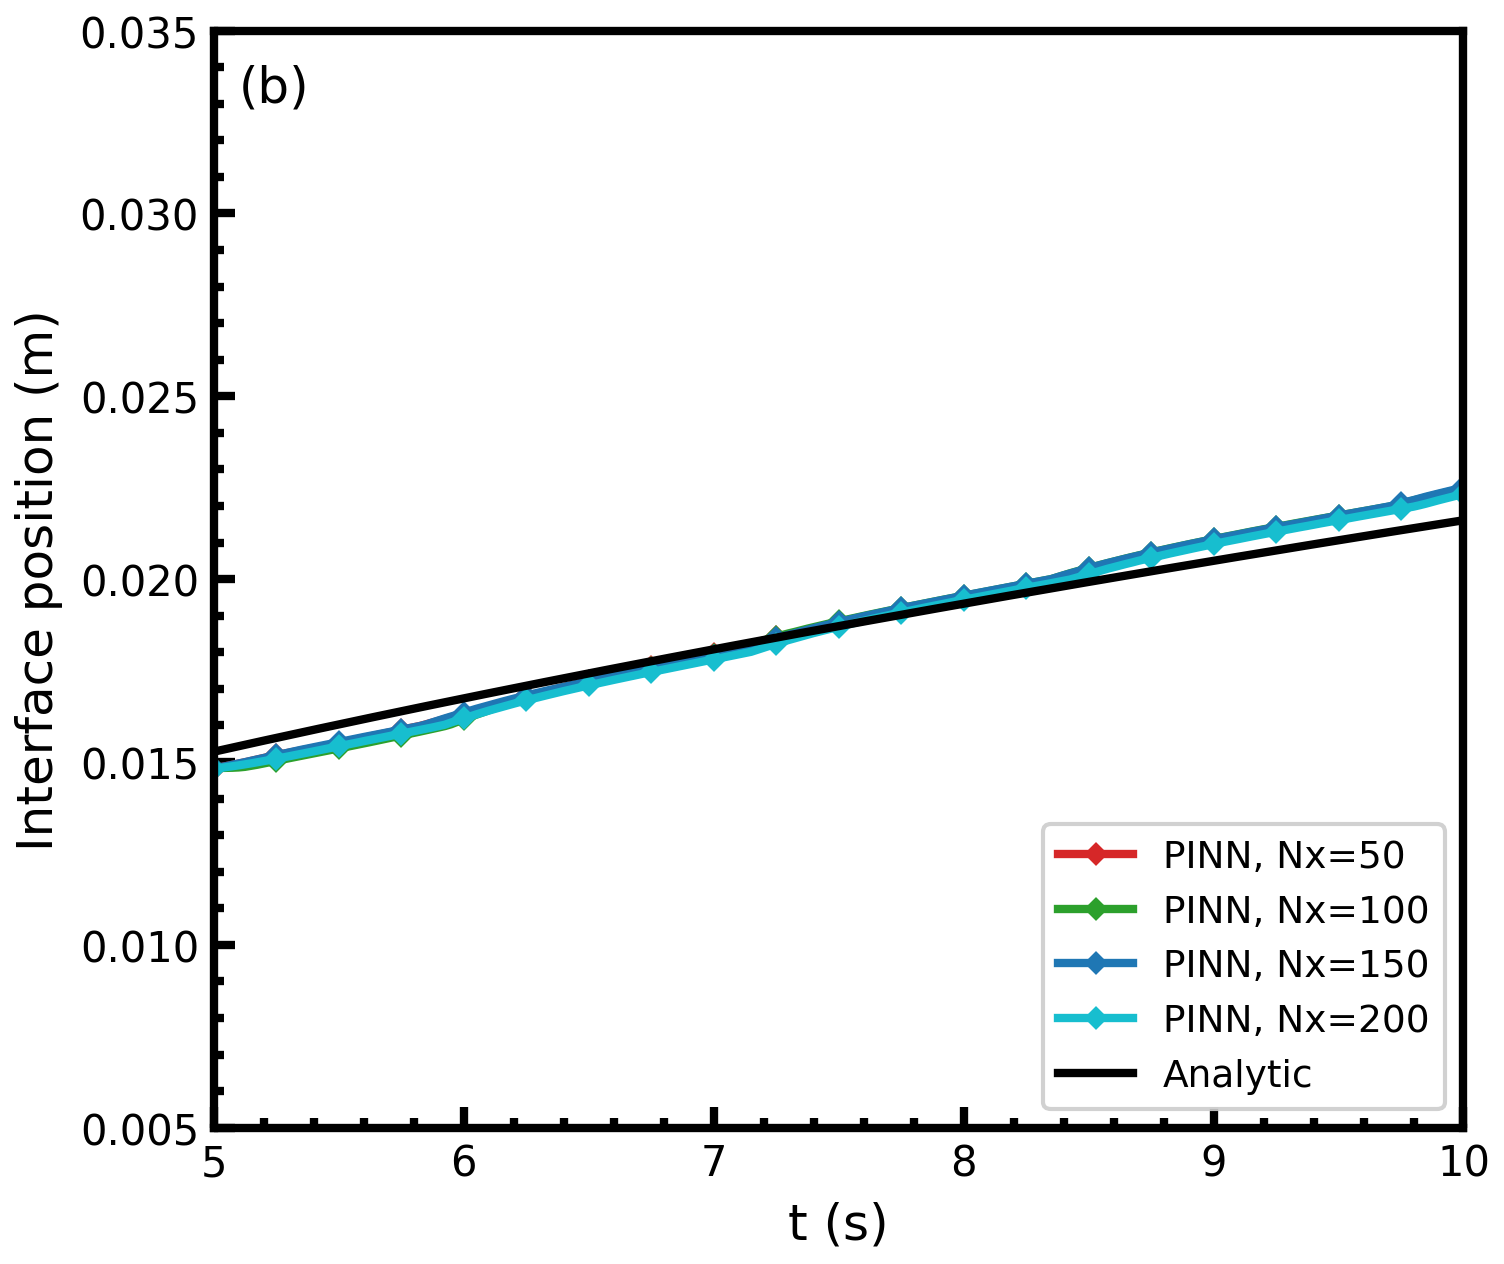 (b)
0.035
0.030
0.025
0.020
0.015
0.010
0.005
Interface position (m)
5 6 7 8 9 10
t (s)
PINN, Nx=50
PINN, Nx=100
PINN, Nx=150
PINN, Nx=200
Analytic